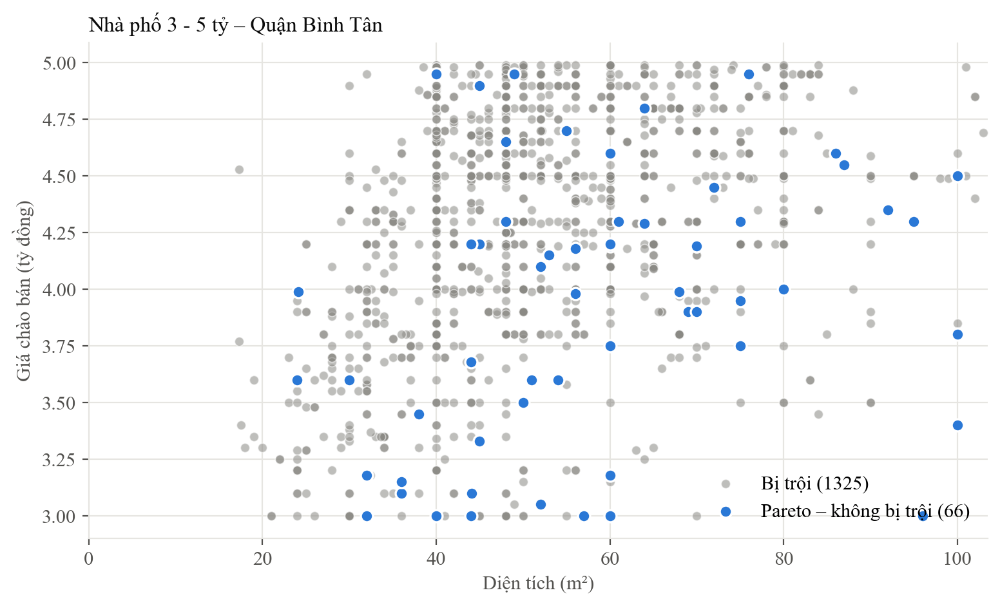 Nhà phố 3 - 5 tỷ – Quận Bình Tân
Giá chào bán (tỷ đồng)
5.00
4.75
4.50
4.25
4.00
3.75
3.50
3.25
3.00
Bị trội (1325)
Pareto – không bị trội (66)
0 20 40 60 80 100
Diện tích (m²)